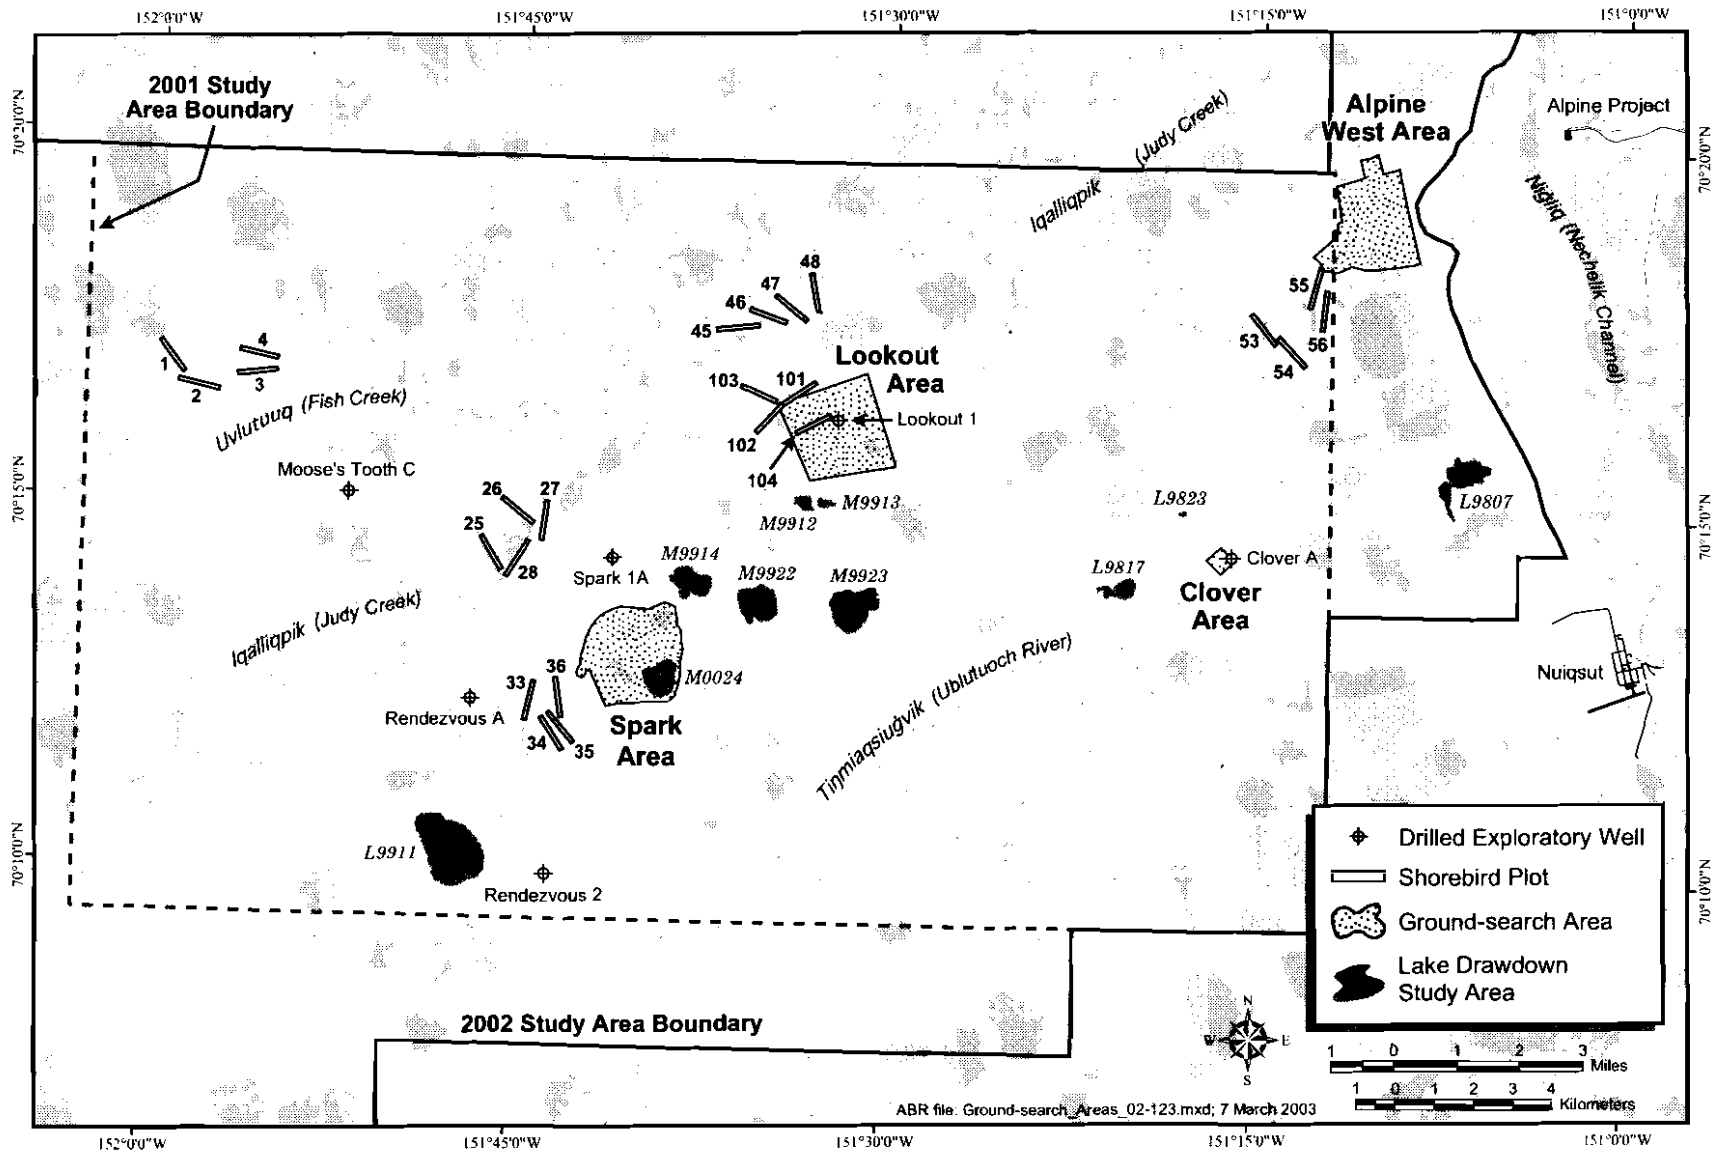 152°0'0"W
151°45'0"W
151°30'0"W
151°15'0"W
151°0'0"W
2001 Study
Area Boundary
70°20'0"N
70°20'0"N
(Judy Creek)
Iqalliqpik
Alpine
West Area
Alpine Project
Nigliq (Nechelik Channel)
48
47
46
45
55
53
56
54
1
2
4
3
Uvlutuuq (Fish Creek)
Lookout
Area
103
101
102
104
Lookout 1
Moose's Tooth C
70°15'0"N
70°15'0"N
26
27
25
28
M9912
M9913
L9823
L9807
Spark 1A
M9914
M9922
M9923
L9817
Clover A
Clover
Area
Iqalliqpik (Judy Creek)
Tiŋmiaqsiuġvik (Ublutuoch River)
33
36
34
35
M0024
Rendezvous A
Spark
Area
Nuiqsut
L9911
Rendezvous 2
70°10'0"N
70°10'0"N
Drilled Exploratory Well
Shorebird Plot
Ground-search Area
Lake Drawdown
Study Area
2002 Study Area Boundary
N
W
E
S
1 0 1 2 3
Miles
1 0 1 2 3 4
Kilometers
ABR file: Ground-search_Areas_02-123.mxd; 7 March 2003
152°0'0"W
151°45'0"W
151°30'0"W
151°15'0"W
151°0'0"W